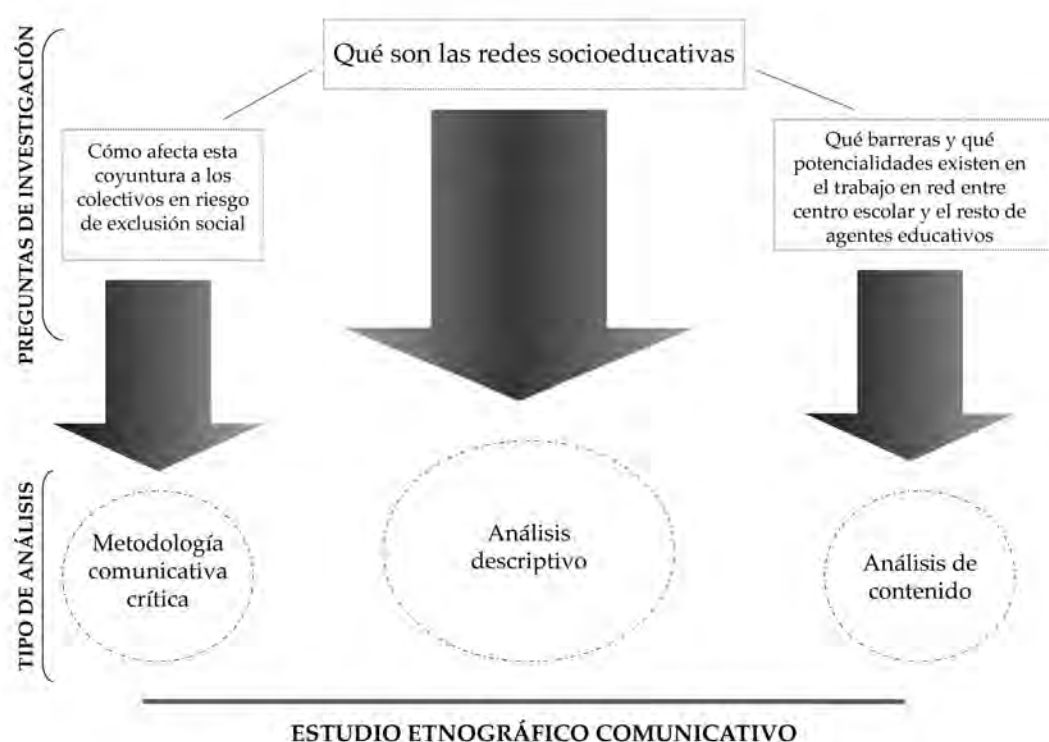 PREGUNTAS DE INVESTIGACIÓN
Qué son las redes socioeducativas
Cómo afecta esta
coyuntura a los
colectivos en riesgo
de exclusión social
Qué barreras y qué
potencialidades existen en
el trabajo en red entre
centro escolar y el resto de
agentes educativos
TIPO DE ANÁLISIS
Metodología
comunicativa
crítica
Análisis
descriptivo
Análisis de
contenido
ESTUDIO ETNOGRÁFICO COMUNICATIVO